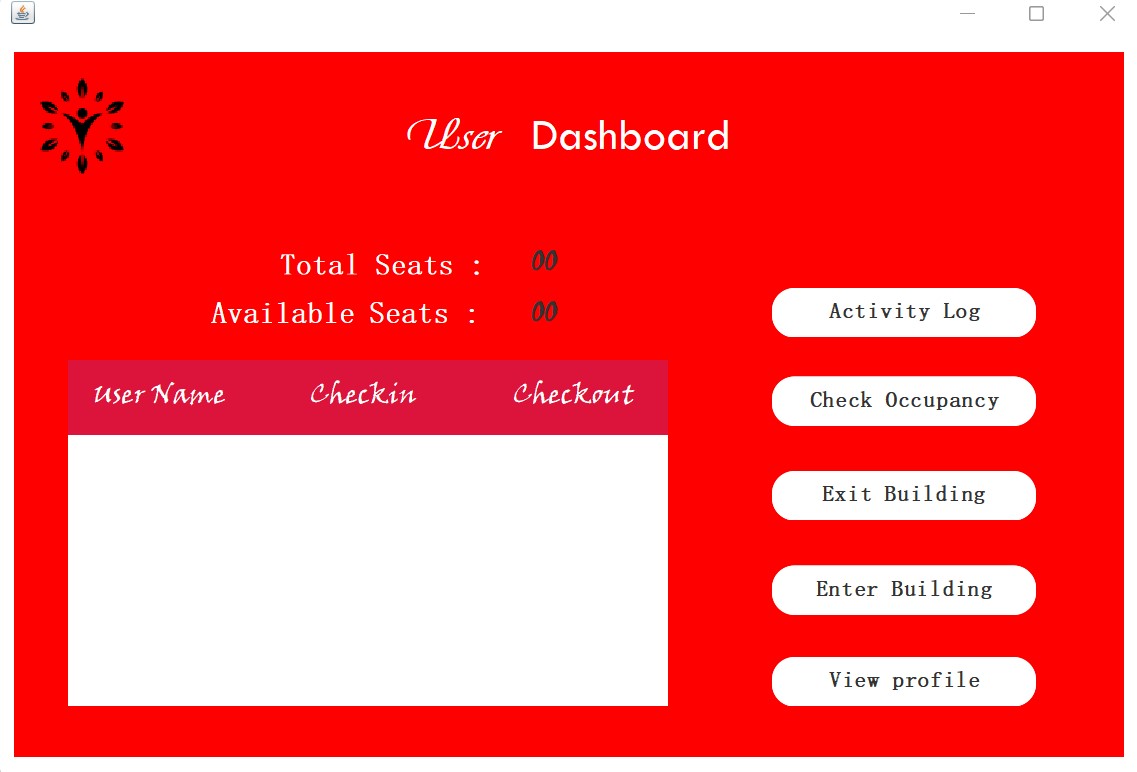 User Dashboard
Total Seats : 00
Available Seats : 00
User Name Checkin Checkout
Activity Log
Check Occupancy
Exit Building
Enter Building
View profile